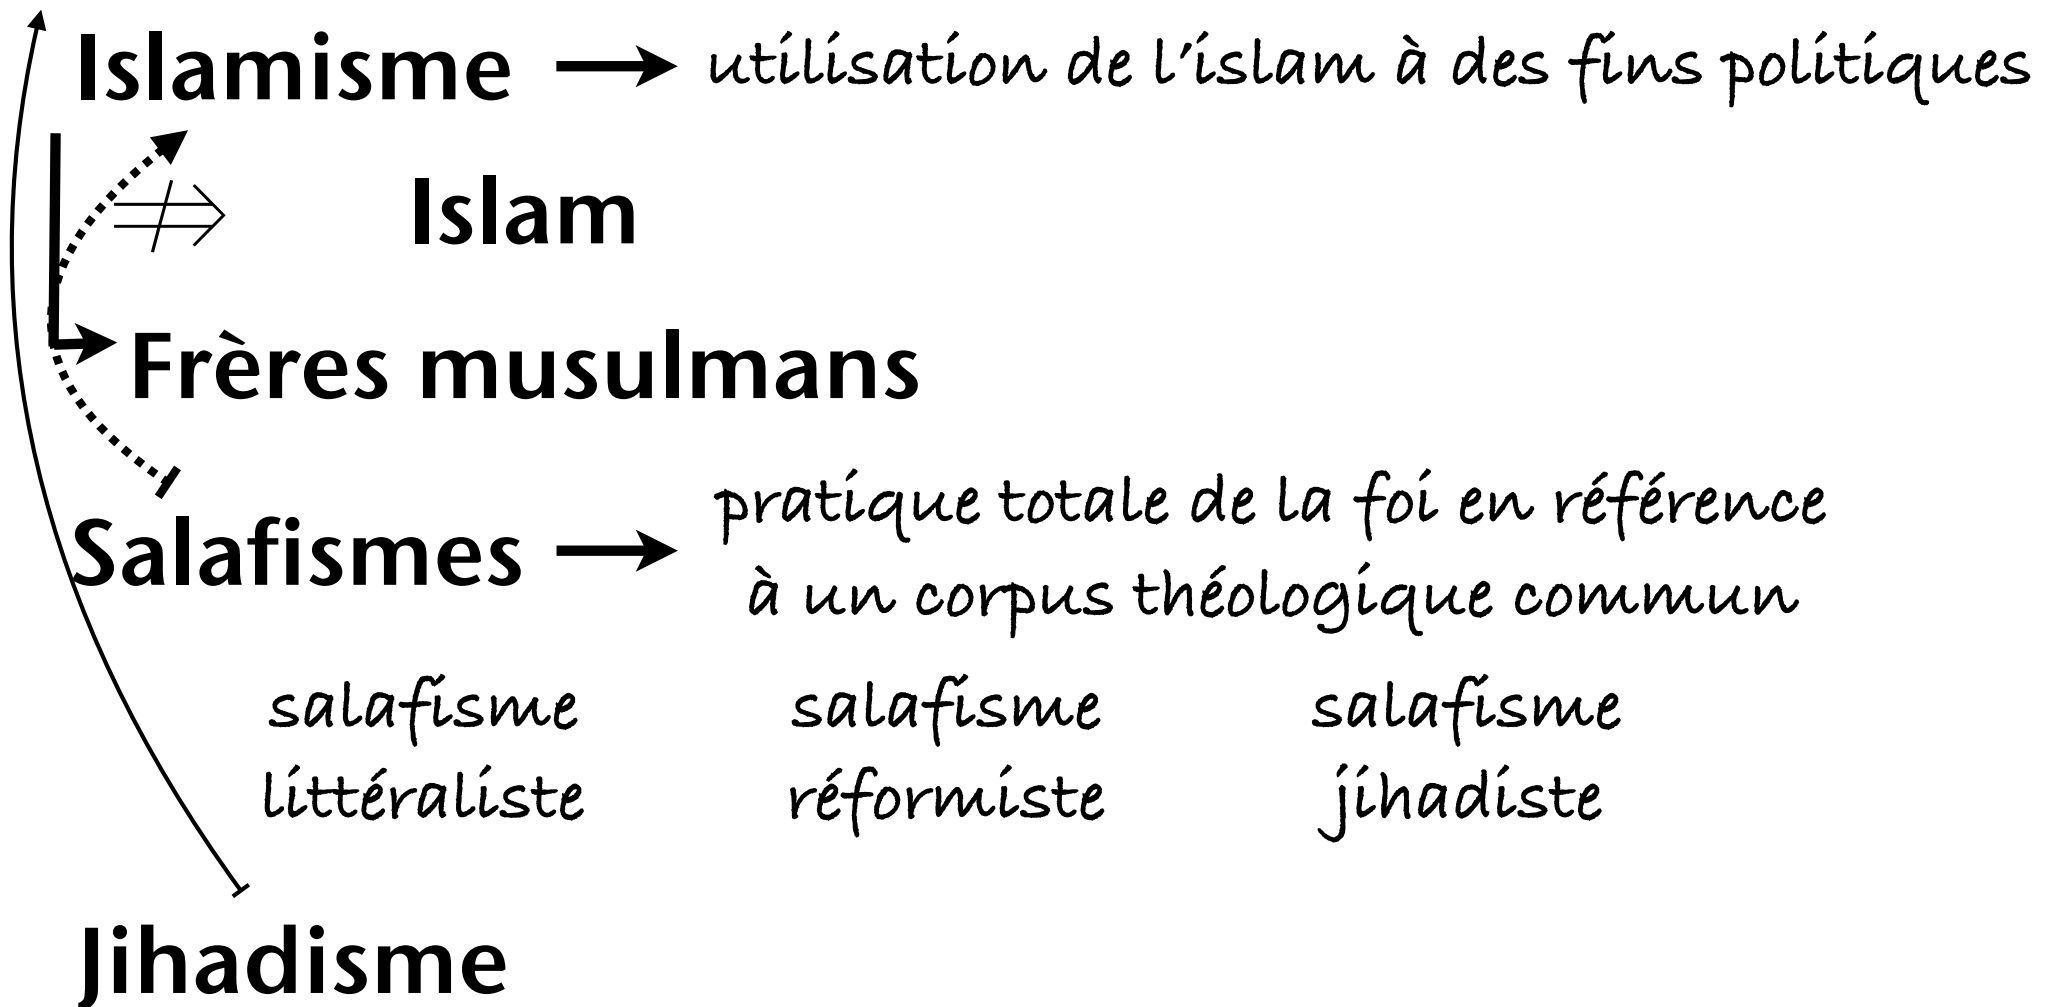 Islamisme utilisation de l'islam à des fins politiques
Islam
Frères musulmans
Salafismes
pratique totale de la foi en référence
à un corpus théologique commun
salafisme salafisme salafisme
littéraliste réformiste jihadiste
Jihadisme